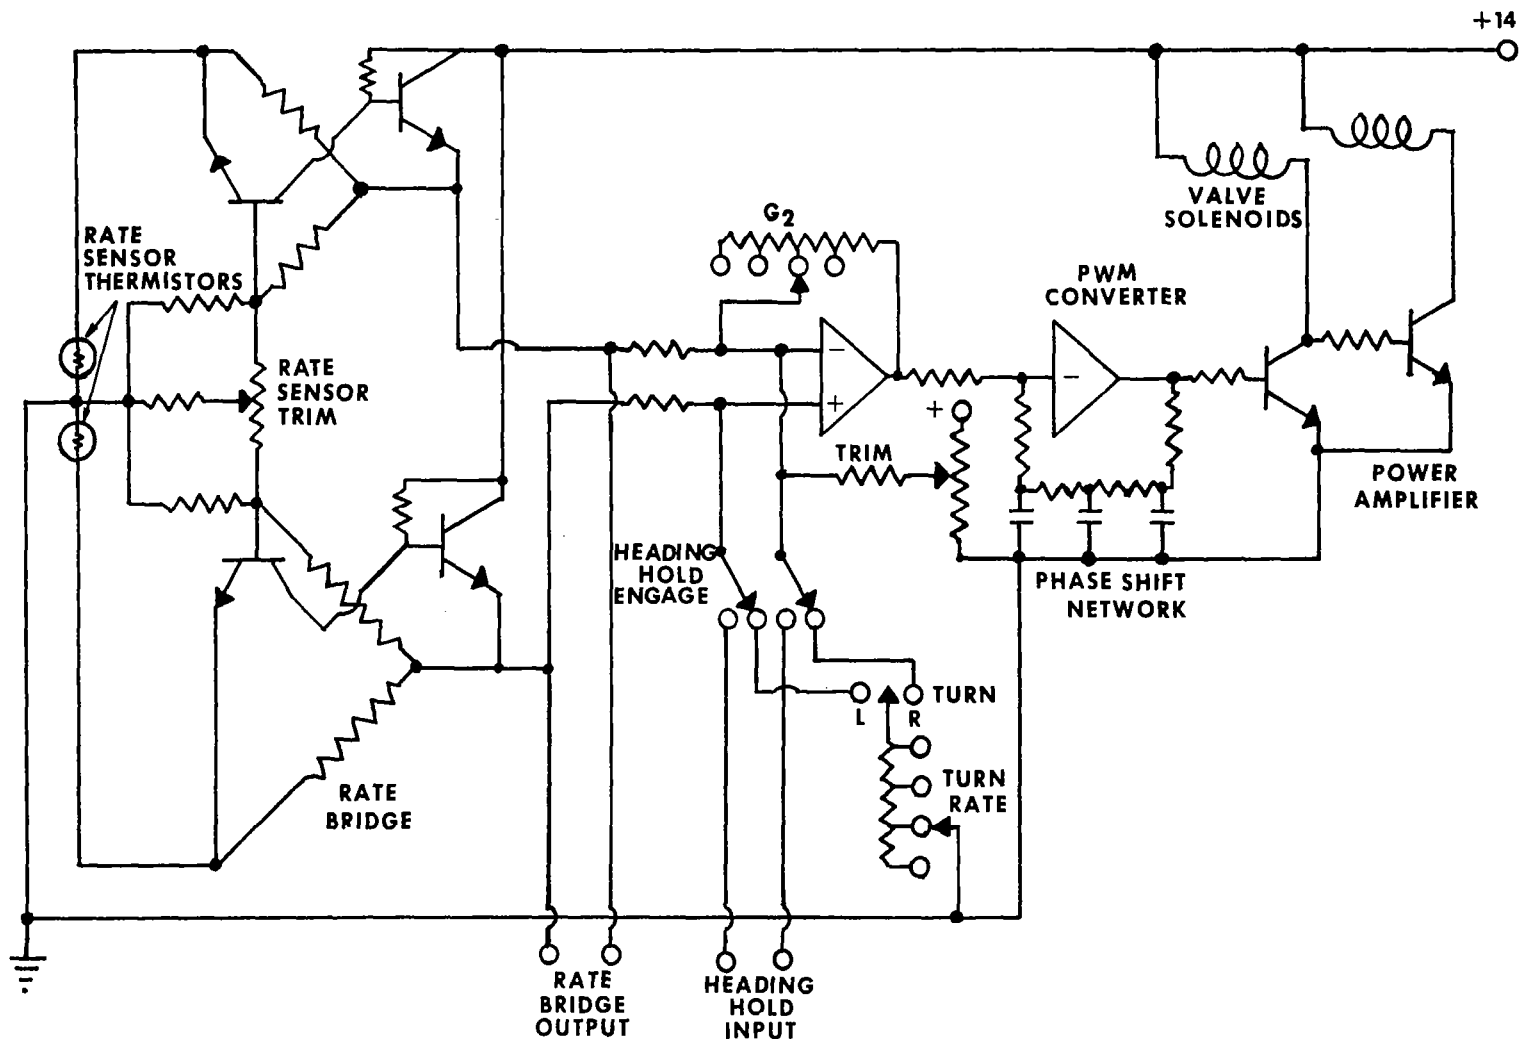 +14
VALVE
SOLENOIDS
G2
RATE
SENSOR
THERMISTORS
PWM
CONVERTER
−
+
−
RATE
SENSOR
TRIM
+
TRIM
POWER
AMPLIFIER
HEADING
HOLD
ENGAGE
PHASE SHIFT
NETWORK
L
R
TURN
TURN
RATE
RATE
BRIDGE
RATE
BRIDGE
OUTPUT
HEADING
HOLD
INPUT